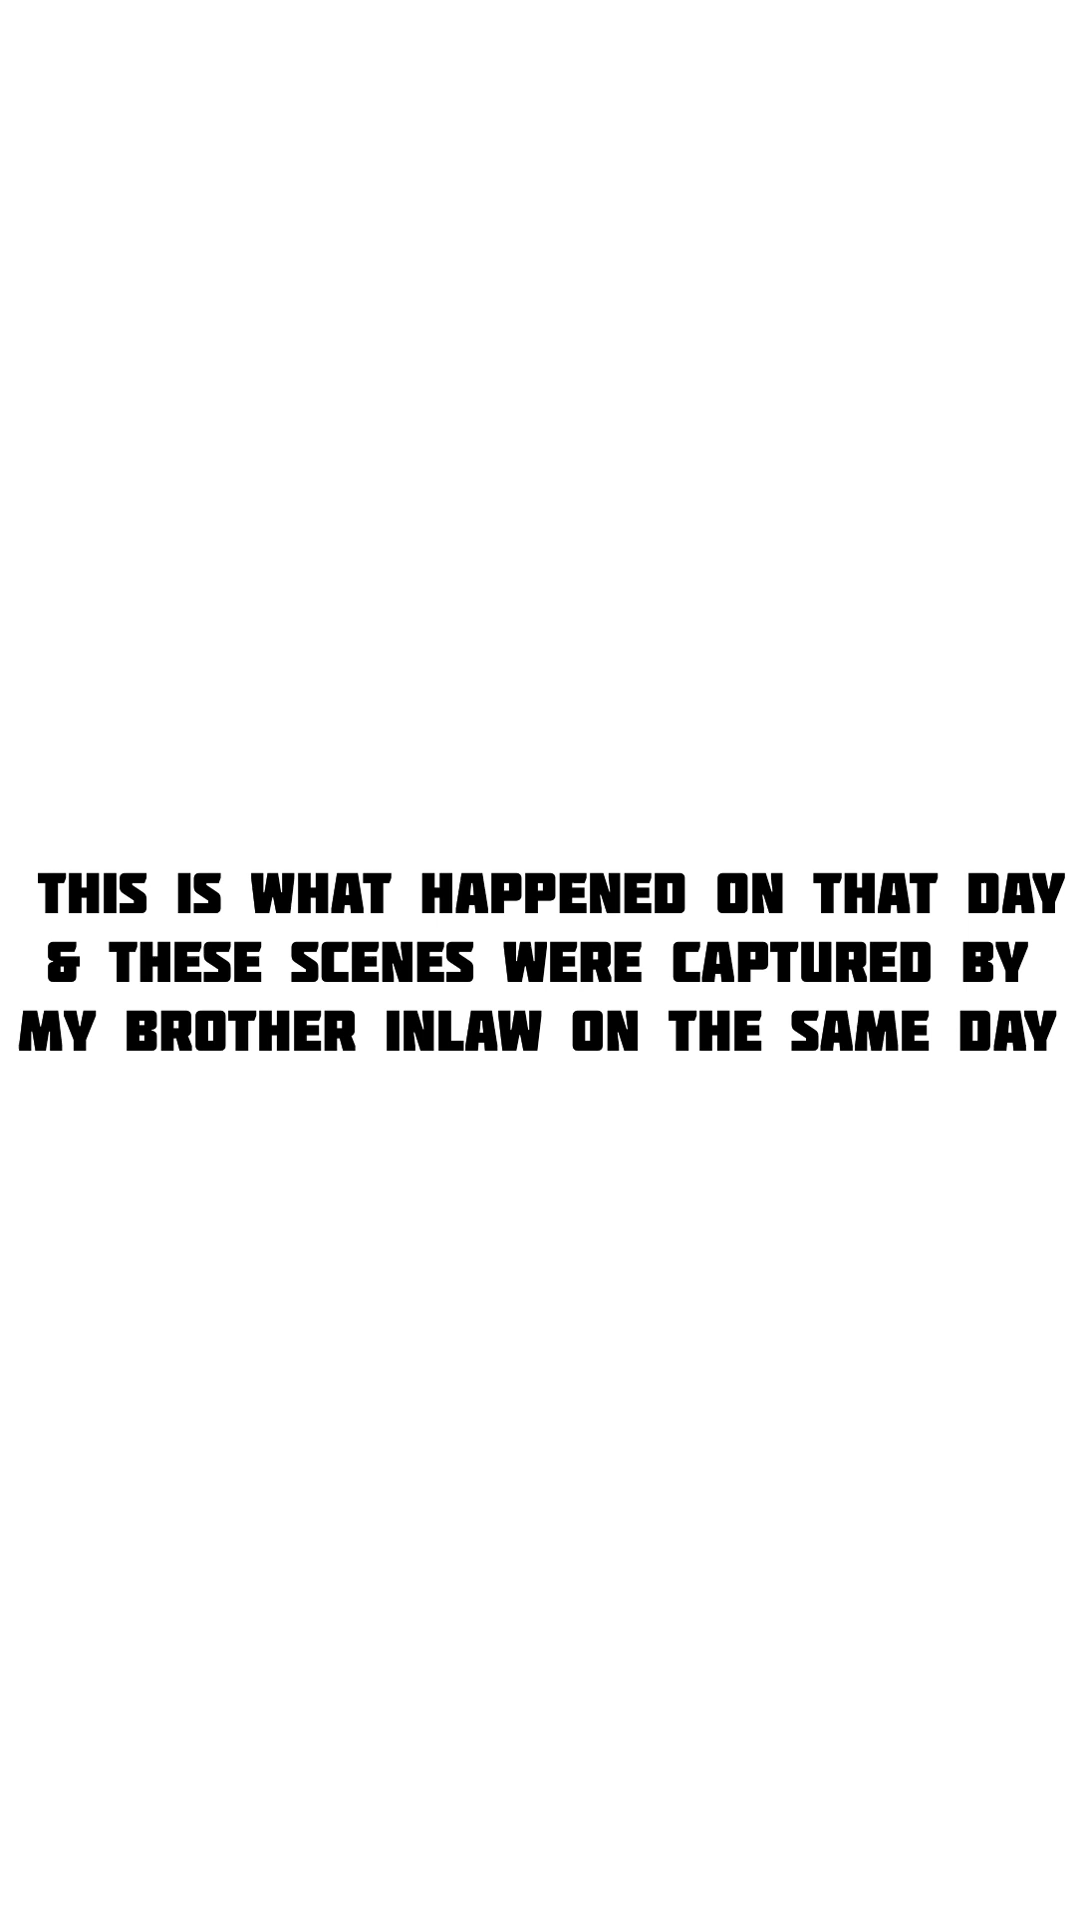 THIS IS WHAT HAPPENED ON THAT DAY
& THESE SCENES WERE CAPTURED BY
MY BROTHER INLAW ON THE SAME DAY